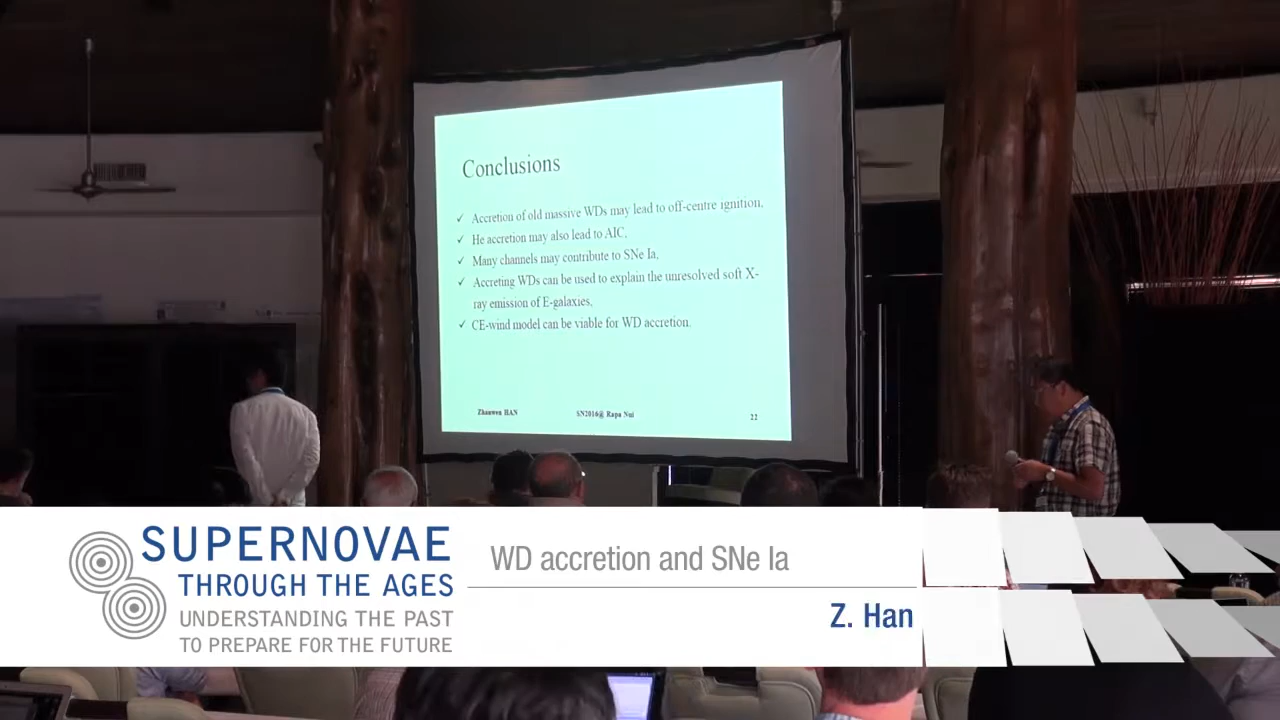 Conclusions
✓ Accretion of old massive WDs may lead to off-centre ignition,
✓ He accretion may also lead to AIC,
✓ Many channels may contribute to SNe Ia,
✓ Accreting WDs can be used to explain the unresolved soft X-
ray emission of E-galaxies,
✓ CE-wind model can be viable for WD accretion.
Zhanwen HAN SN2016@ Rapa Nui 22
SUPERNOVAE
THROUGH THE AGES
UNDERSTANDING THE PAST
TO PREPARE FOR THE FUTURE
WD accretion and SNe Ia
Z. Han